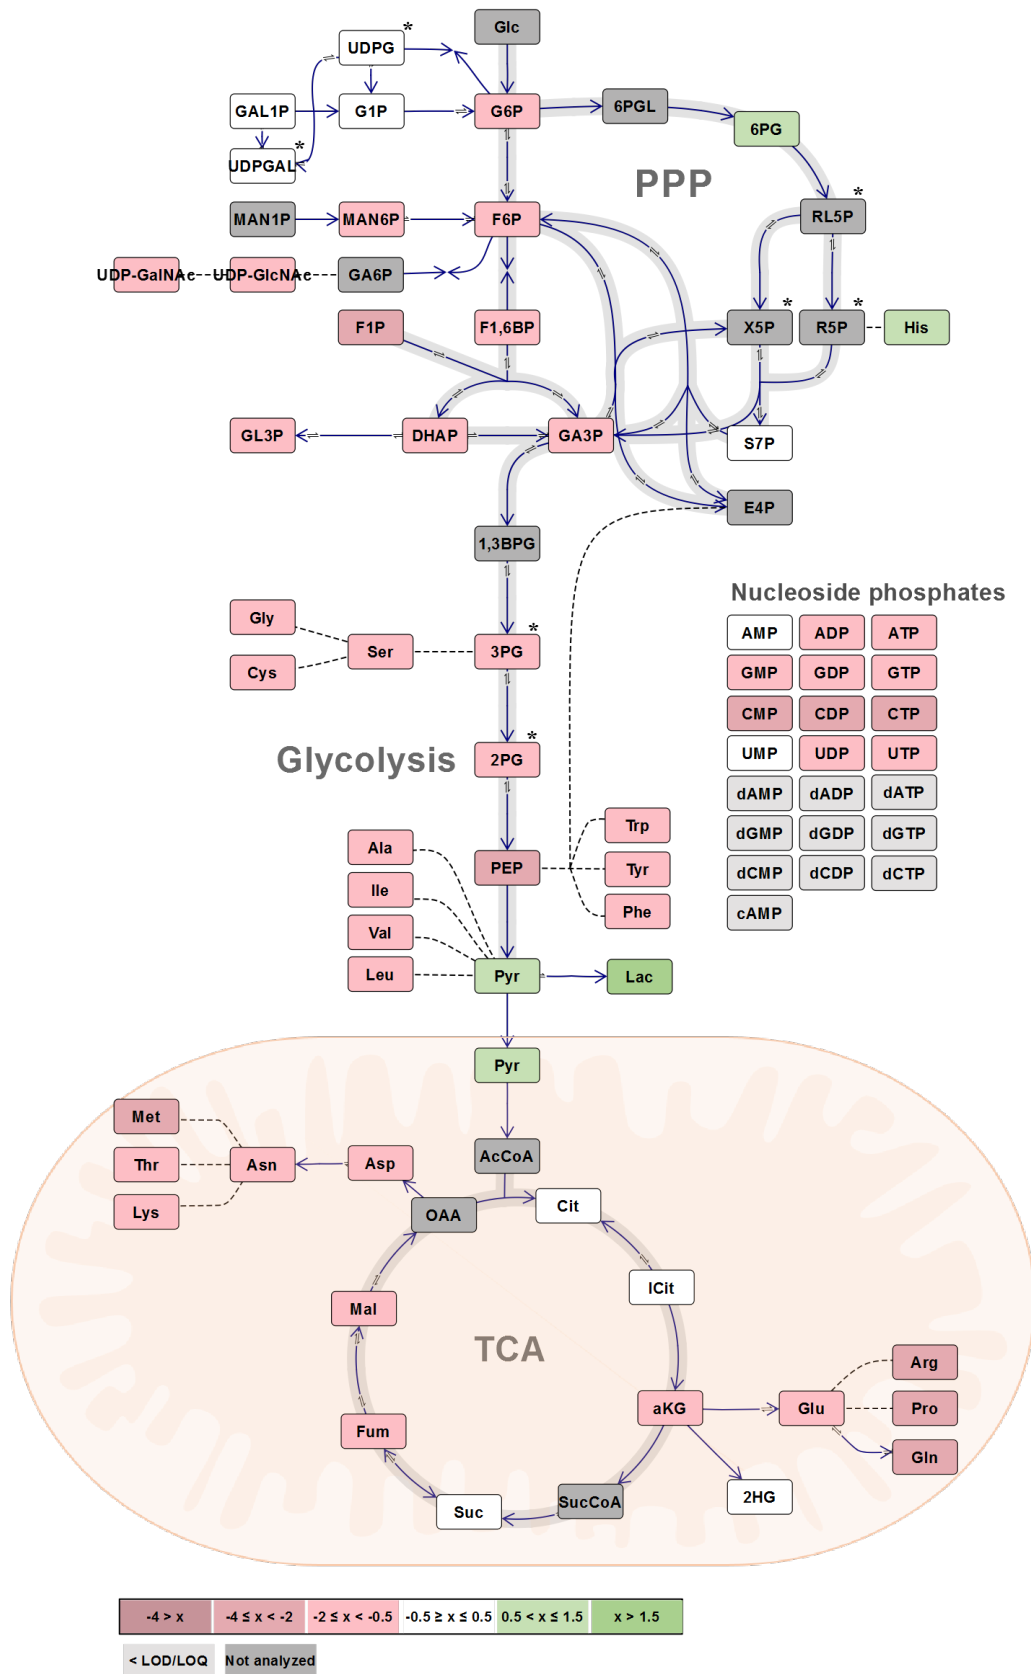 Glc
UDPG *
GAL1P
G1P
G6P
6PGL
6PG
UDPGAL *
PPP
MAN1P
MAN6P
F6P
RL5P *
UDP-GalNAc
UDP-GlcNAc
GA6P
F1P
F1,6BP
X5P *
R5P *
His
GL3P
DHAP
GA3P
S7P
E4P
1,3BPG
Nucleoside phosphates
AMP ADP ATP
GMP GDP GTP
CMP CDP CTP
UMP UDP UTP
dAMP dADP dATP
dGMP dGDP dGTP
dCMP dCDP dCTP
cAMP
Gly
Ser
3PG *
Cys
Glycolysis
2PG *
Ala
Ile
Val
Leu
PEP
Trp
Tyr
Phe
Pyr
Lac
Pyr
AcCoA
Met
Thr
Lys
Asn
Asp
OAA
Cit
ICit
Mal
TCA
aKG
Glu
Arg
Pro
Gln
Fum
Suc
SucCoA
2HG
-4 > x
-4 ≤ x < -2
-2 ≤ x < -0.5
-0.5 ≥ x ≤ 0.5
0.5 < x ≤ 1.5
x > 1.5
< LOD/LOQ
Not analyzed